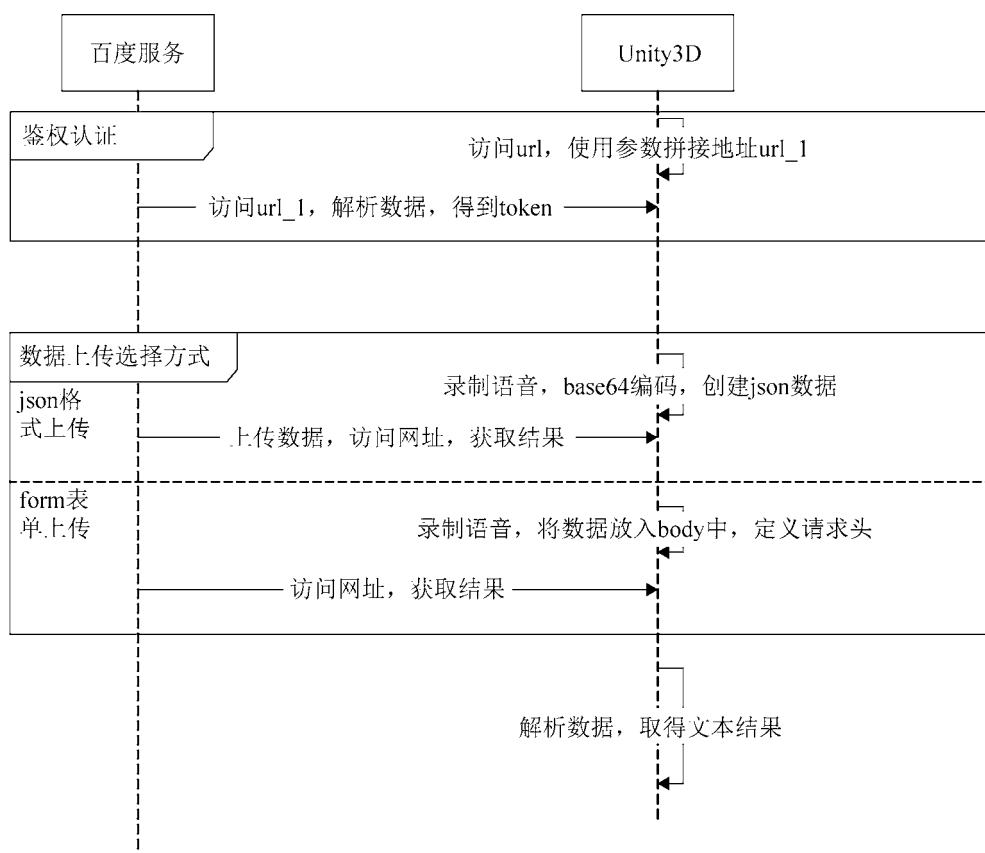 百度服务
Unity3D
鉴权认证
访问url，使用参数拼接地址url_1
访问url_1，解析数据，得到token
数据上传选择方式
json格
式上传
录制语音，base64编码，创建json数据
上传数据，访问网址，获取结果
form表
单上传
录制语音，将数据放入body中，定义请求头
访问网址，获取结果
解析数据，取得文本结果